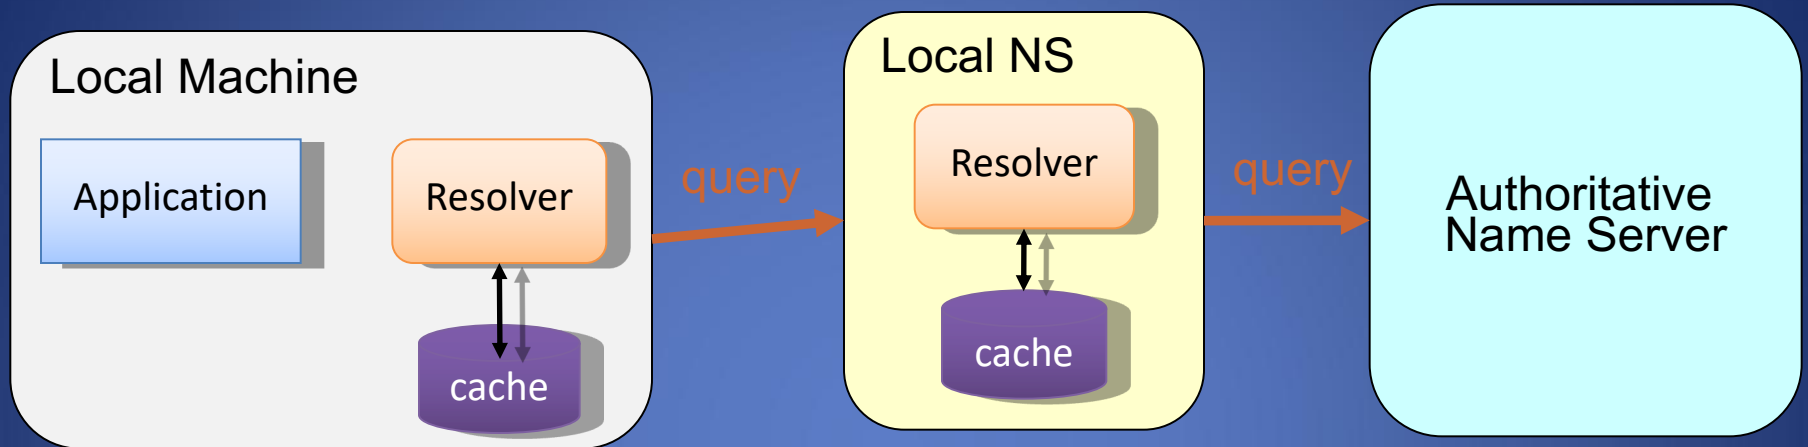 Local Machine
Application
Resolver
cache
query
Local NS
Resolver
cache
query
Authoritative
Name Server